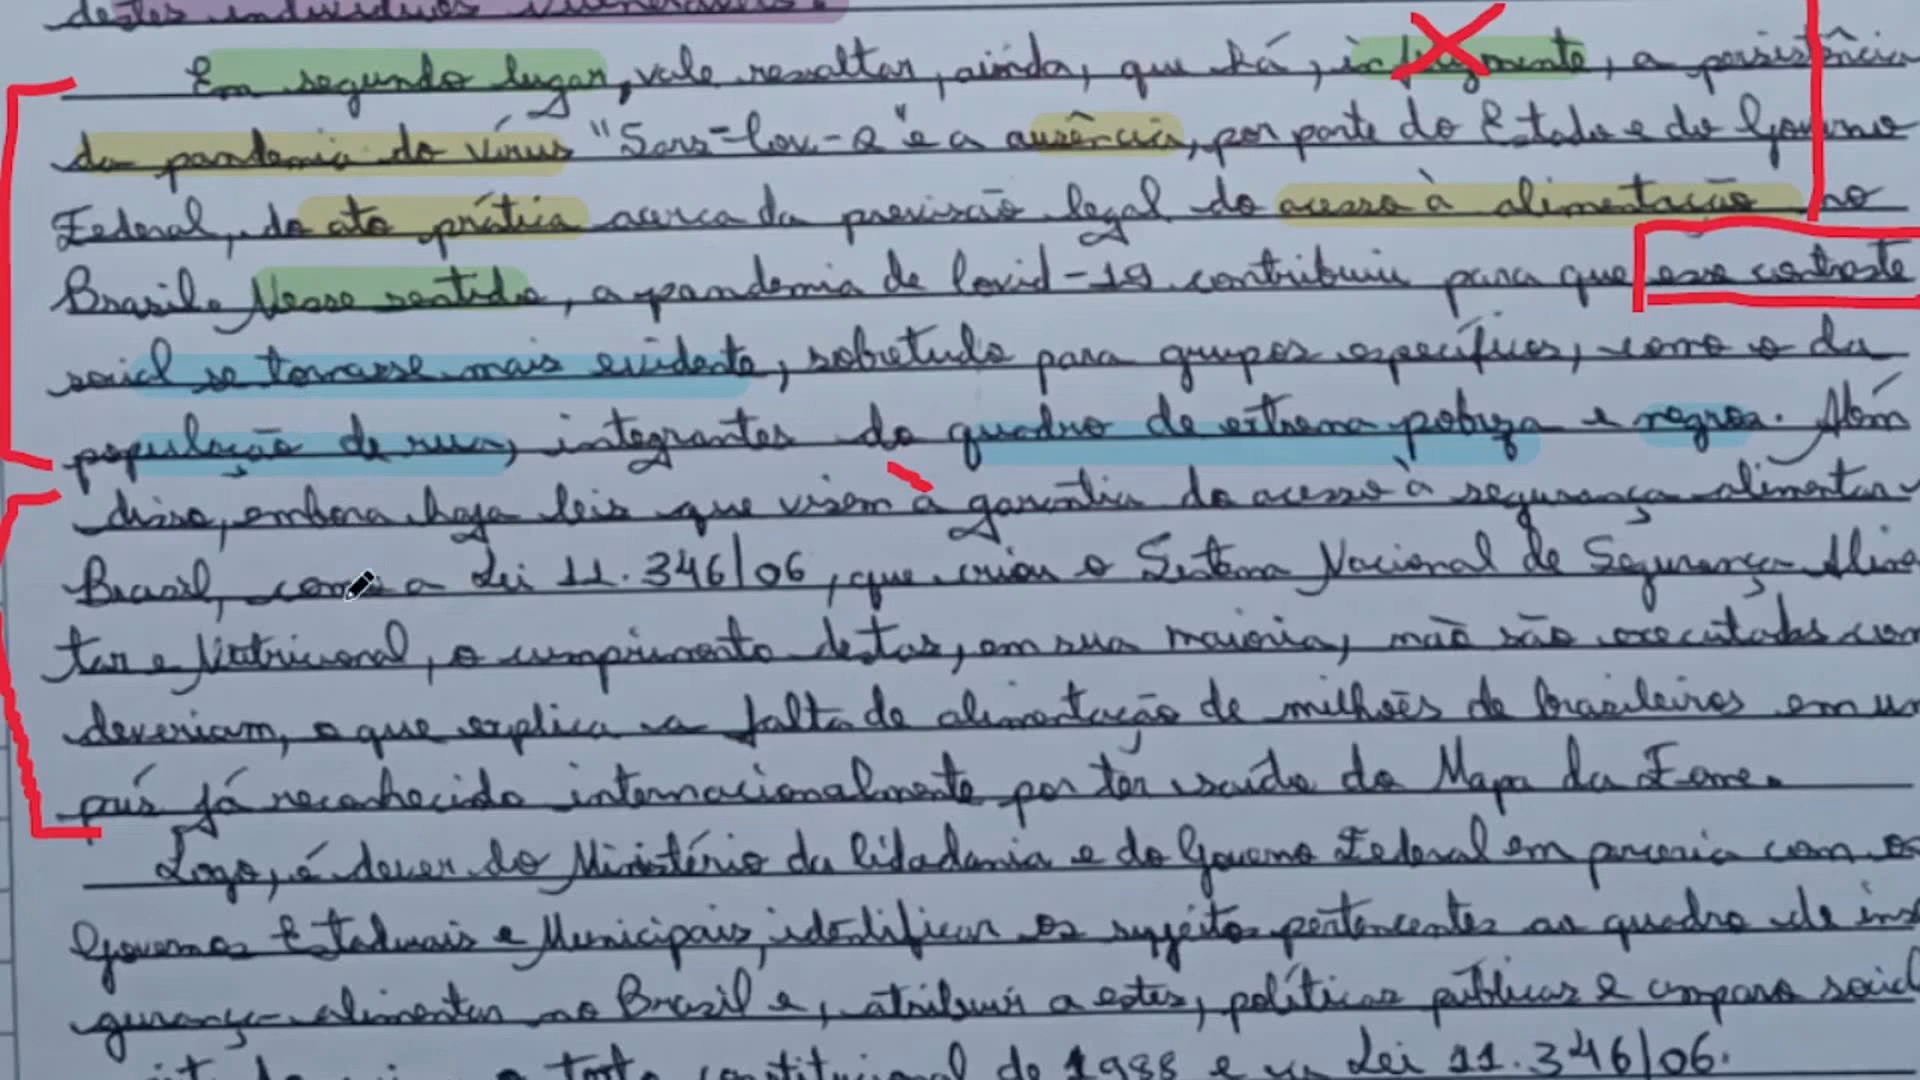 destes indivíduos vulneráveis.
Em segundo lugar, vale ressaltar, ainda, que há, a persistência
da pandemia do vírus "Sars-Cov-2" e a ausência, por parte do Estado e do Governo
Federal, do ato prática acerca da previsão legal do acesso à alimentação no
Brasil. Nesse sentido, a pandemia de Covid-19 contribuiu para que esse contraste
social se tornasse mais evidente, sobretudo para grupos específicos, como o da
população de rua, integrantes do quadro de extrema pobreza e negros. Além
disso, embora haja leis que visem a garantia do acesso à segurança alimentar
Brasil, como a Lei 11.346/06, que criou o Sistema Nacional de Segurança Alimen
tar e Nutricional, o cumprimento destas, em sua maioria, não são executadas com
deveriam, o que explica a falta de alimentação de milhões de brasileiros em um
país já reconhecido internacionalmente por ter saído do Mapa da Fome.
Logo, é dever do Ministério da Cidadania e do Governo Federal em parceria com o
Governos Estaduais e Municipais, identificar os sujeitos pertencentes ao quadro de inse
gurança alimentar no Brasil e, atribuir a estes, políticas públicas e amparo social
o texto constitucional de 1988 e a Lei 11.346/06.